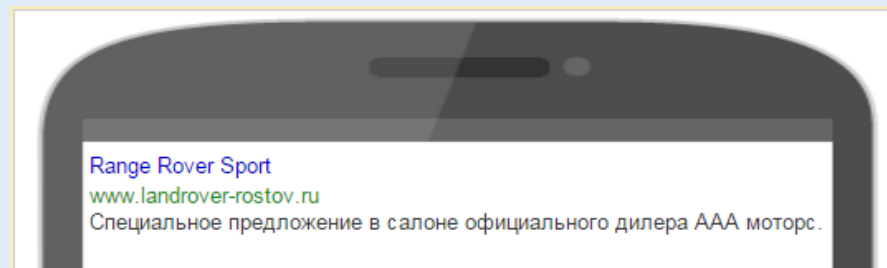 Range Rover Sport
www.landrover-rostov.ru
Специальное предложение в салоне официального дилера ААА моторс.